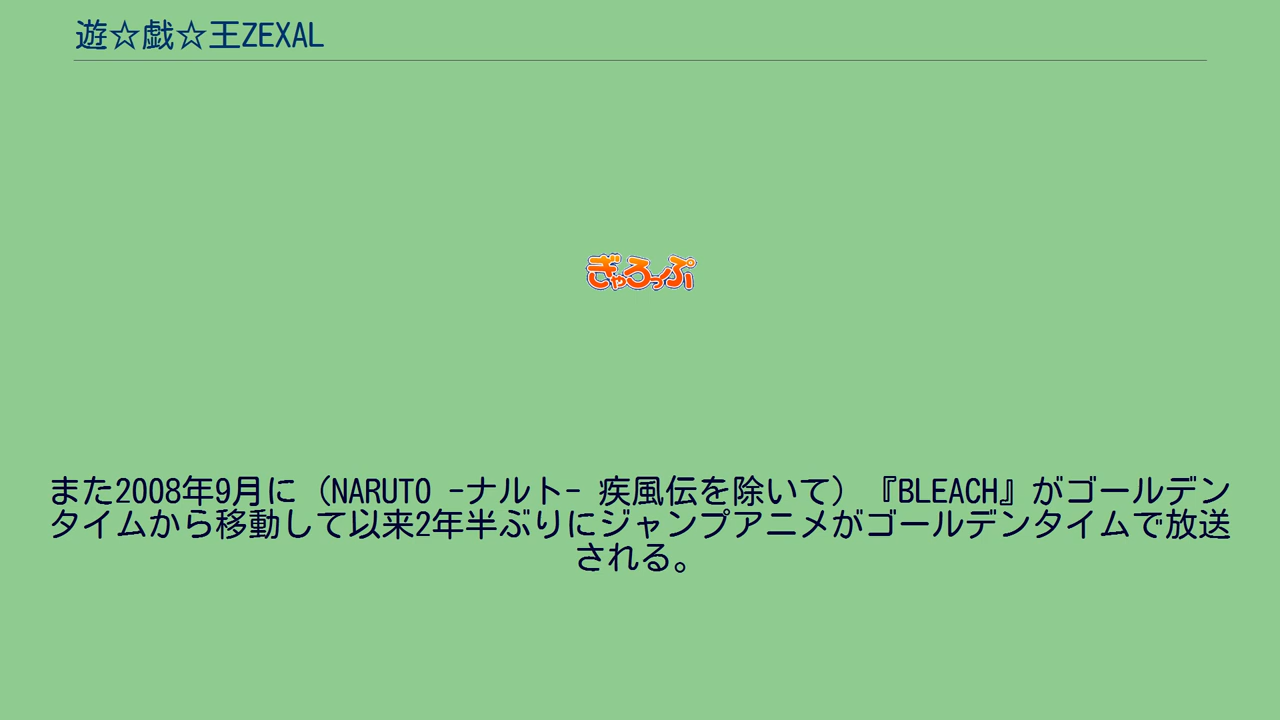 遊☆戯☆王ZEXAL
ぎゃろっぷ
また2008年9月に（NARUTO -ナルト- 疾風伝を除いて）『BLEACH』がゴールデン
タイムから移動して以来2年半ぶりにジャンプアニメがゴールデンタイムで放送
される。